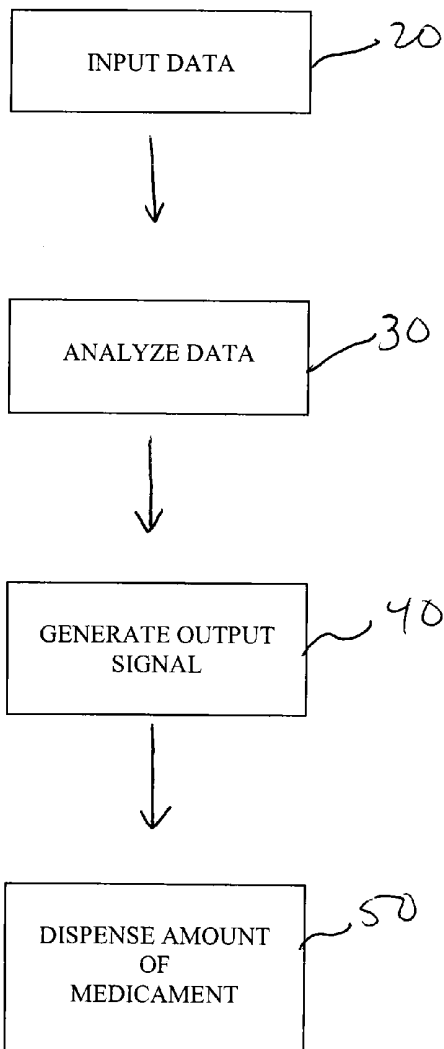 INPUT DATA
20
ANALYZE DATA
30
GENERATE OUTPUT
SIGNAL
40
DISPENSE AMOUNT
OF
MEDICAMENT
50